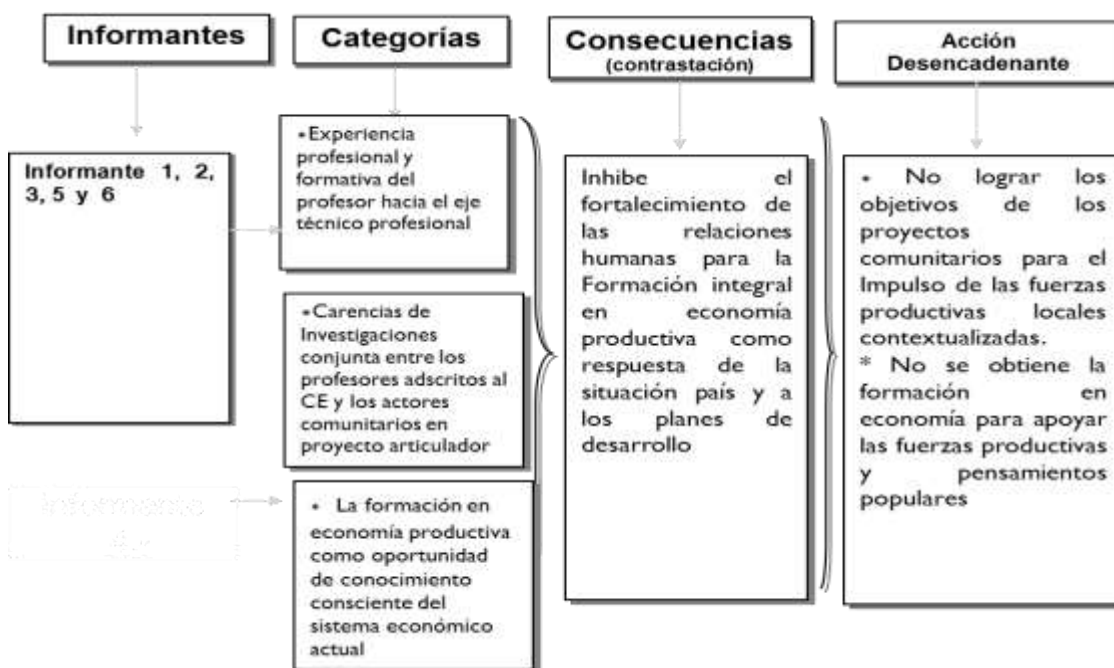 Informantes
Categorías
Consecuencias
(contrastación)
Acción
Desencadenante
Informante 1, 2,
3, 5 y 6
•Experiencia
profesional y
formativa del
profesor hacia el eje
técnico profesional
•Carencias de
Investigaciones
conjunta entre los
profesores adscritos al
CE y los actores
comunitarios en
proyecto articulador
Informante
• La formación en
economía productiva
como oportunidad
de conocimiento
consciente del
sistema económico
actual
Inhibe el
fortalecimiento de
las relaciones
humanas para la
Formación integral
en economía
productiva como
respuesta de la
situación país y a
los planes de
desarrollo
• No lograr los
objetivos de los
proyectos
comunitarios para el
Impulso de las fuerzas
productivas locales
contextualizadas.
* No se obtiene la
formación en
economía para apoyar
las fuerzas productivas
y pensamientos
populares